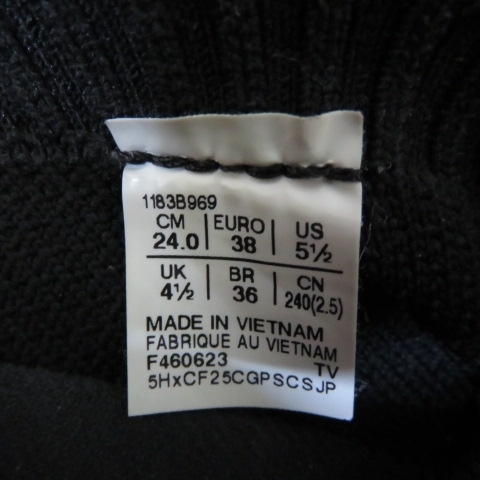 1183B969
CM EURO US
24.0 38 5½
UK BR CN
4½ 36 240(2.5)
MADE IN VIETNAM
FABRIQUE AU VIETNAM
F460623 TV
5HxCF25CGPSCSJP